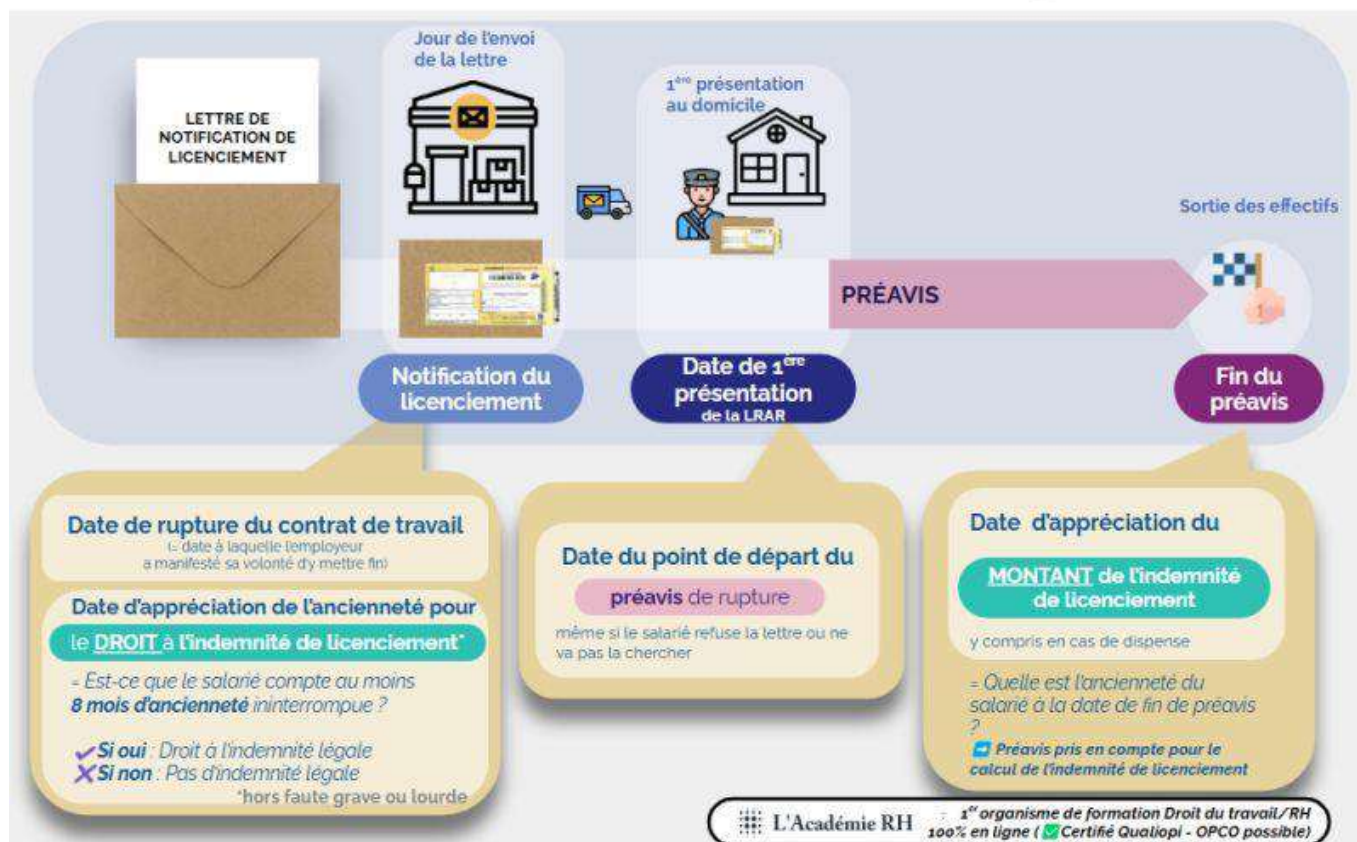 LETTRE DE
NOTIFICATION DE
LICENCIEMENT
Jour de l'envoi
de la lettre
1ère présentation
au domicile
Sortie des effectifs
PRÉAVIS
Notification du
licenciement
Date de 1ère
présentation
de la LRAR
Fin du
préavis
Date de rupture du contrat de travail
(= date à laquelle l'employeur
a manifesté sa volonté d'y mettre fin)
Date d'appréciation de l'ancienneté pour
le DROIT à l'indemnité de licenciement*
= Est-ce que le salarié compte au moins
8 mois d'ancienneté ininterrompue ?
✔Si oui : Droit à l'indemnité légale
❌Si non : Pas d'indemnité légale
*hors faute grave ou lourde
Date du point de départ du
préavis de rupture
même si le salarié refuse la lettre ou ne
va pas la chercher
Date d'appréciation du
MONTANT de l'indemnité
de licenciement
y compris en cas de dispense
= Quelle est l'ancienneté du
salarié à la date de fin de préavis
?
➡ Préavis pris en compte pour le
calcul de l'indemnité de licenciement
L'Académie RH : 1er organisme de formation Droit du travail/RH
100% en ligne ( ✅ Certifié Qualiopi - OPCO possible)